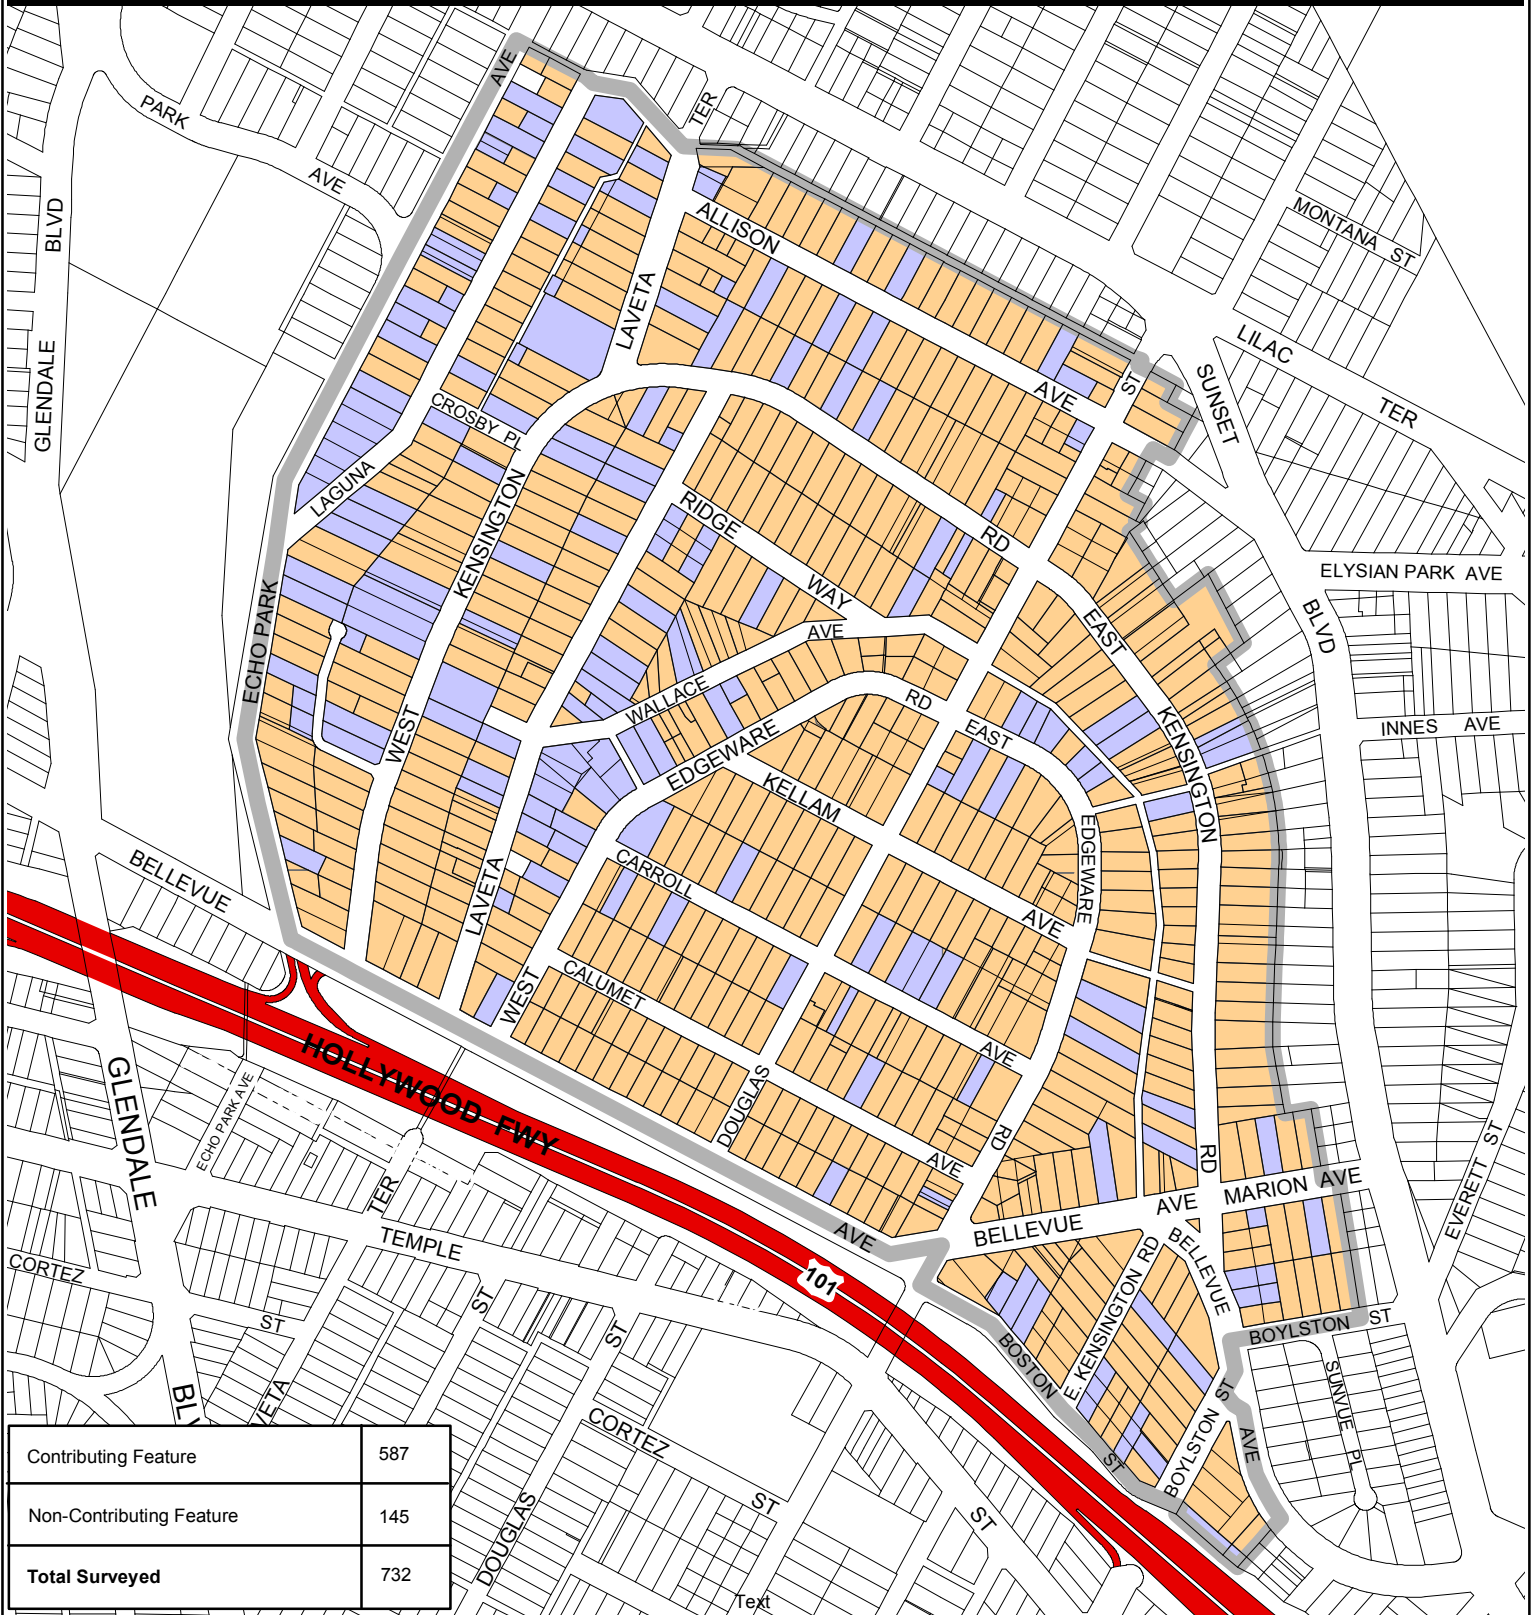 AVE
PARK
AVE
TER
BLVD
ALLISON
MONTANA
ST
LAVETA
LILAC
GLENDALE
SUNSET
TER
ST
AVE
CROSBY PL
LAGUNA
KENSINGTON
RIDGE
RD
ELYSIAN PARK AVE
WAY
ECHO PARK
AVE
EAST
BLVD
WALLACE
RD
WEST
EAST
KENSINGTON
INNES AVE
EDGEWARE
KELLAM
EDGEWARE
BELLEVUE
CARROLL
LAVETA
AVE
WEST
CALUMET
AVE
HOLLYWOOD FWY
GLENDALE
ECHO PARK AVE
DOUGLAS
RD
AVE
RD
EVERETT ST
TER
MARION AVE
AVE
BELLEVUE
AVE
TEMPLE
BELLEVUE
CORTEZ
101
E. KENSINGTON RD
ST
ST
ST
BOYLSTON ST
BOSTON
SUNVUE PL
BLV
VETA
CORTEZ
BOYLSTON ST
AVE
ST
ST
ST
DOUGLAS
Contributing Feature 587
Non-Contributing Feature 145
Total Surveyed 732
Text